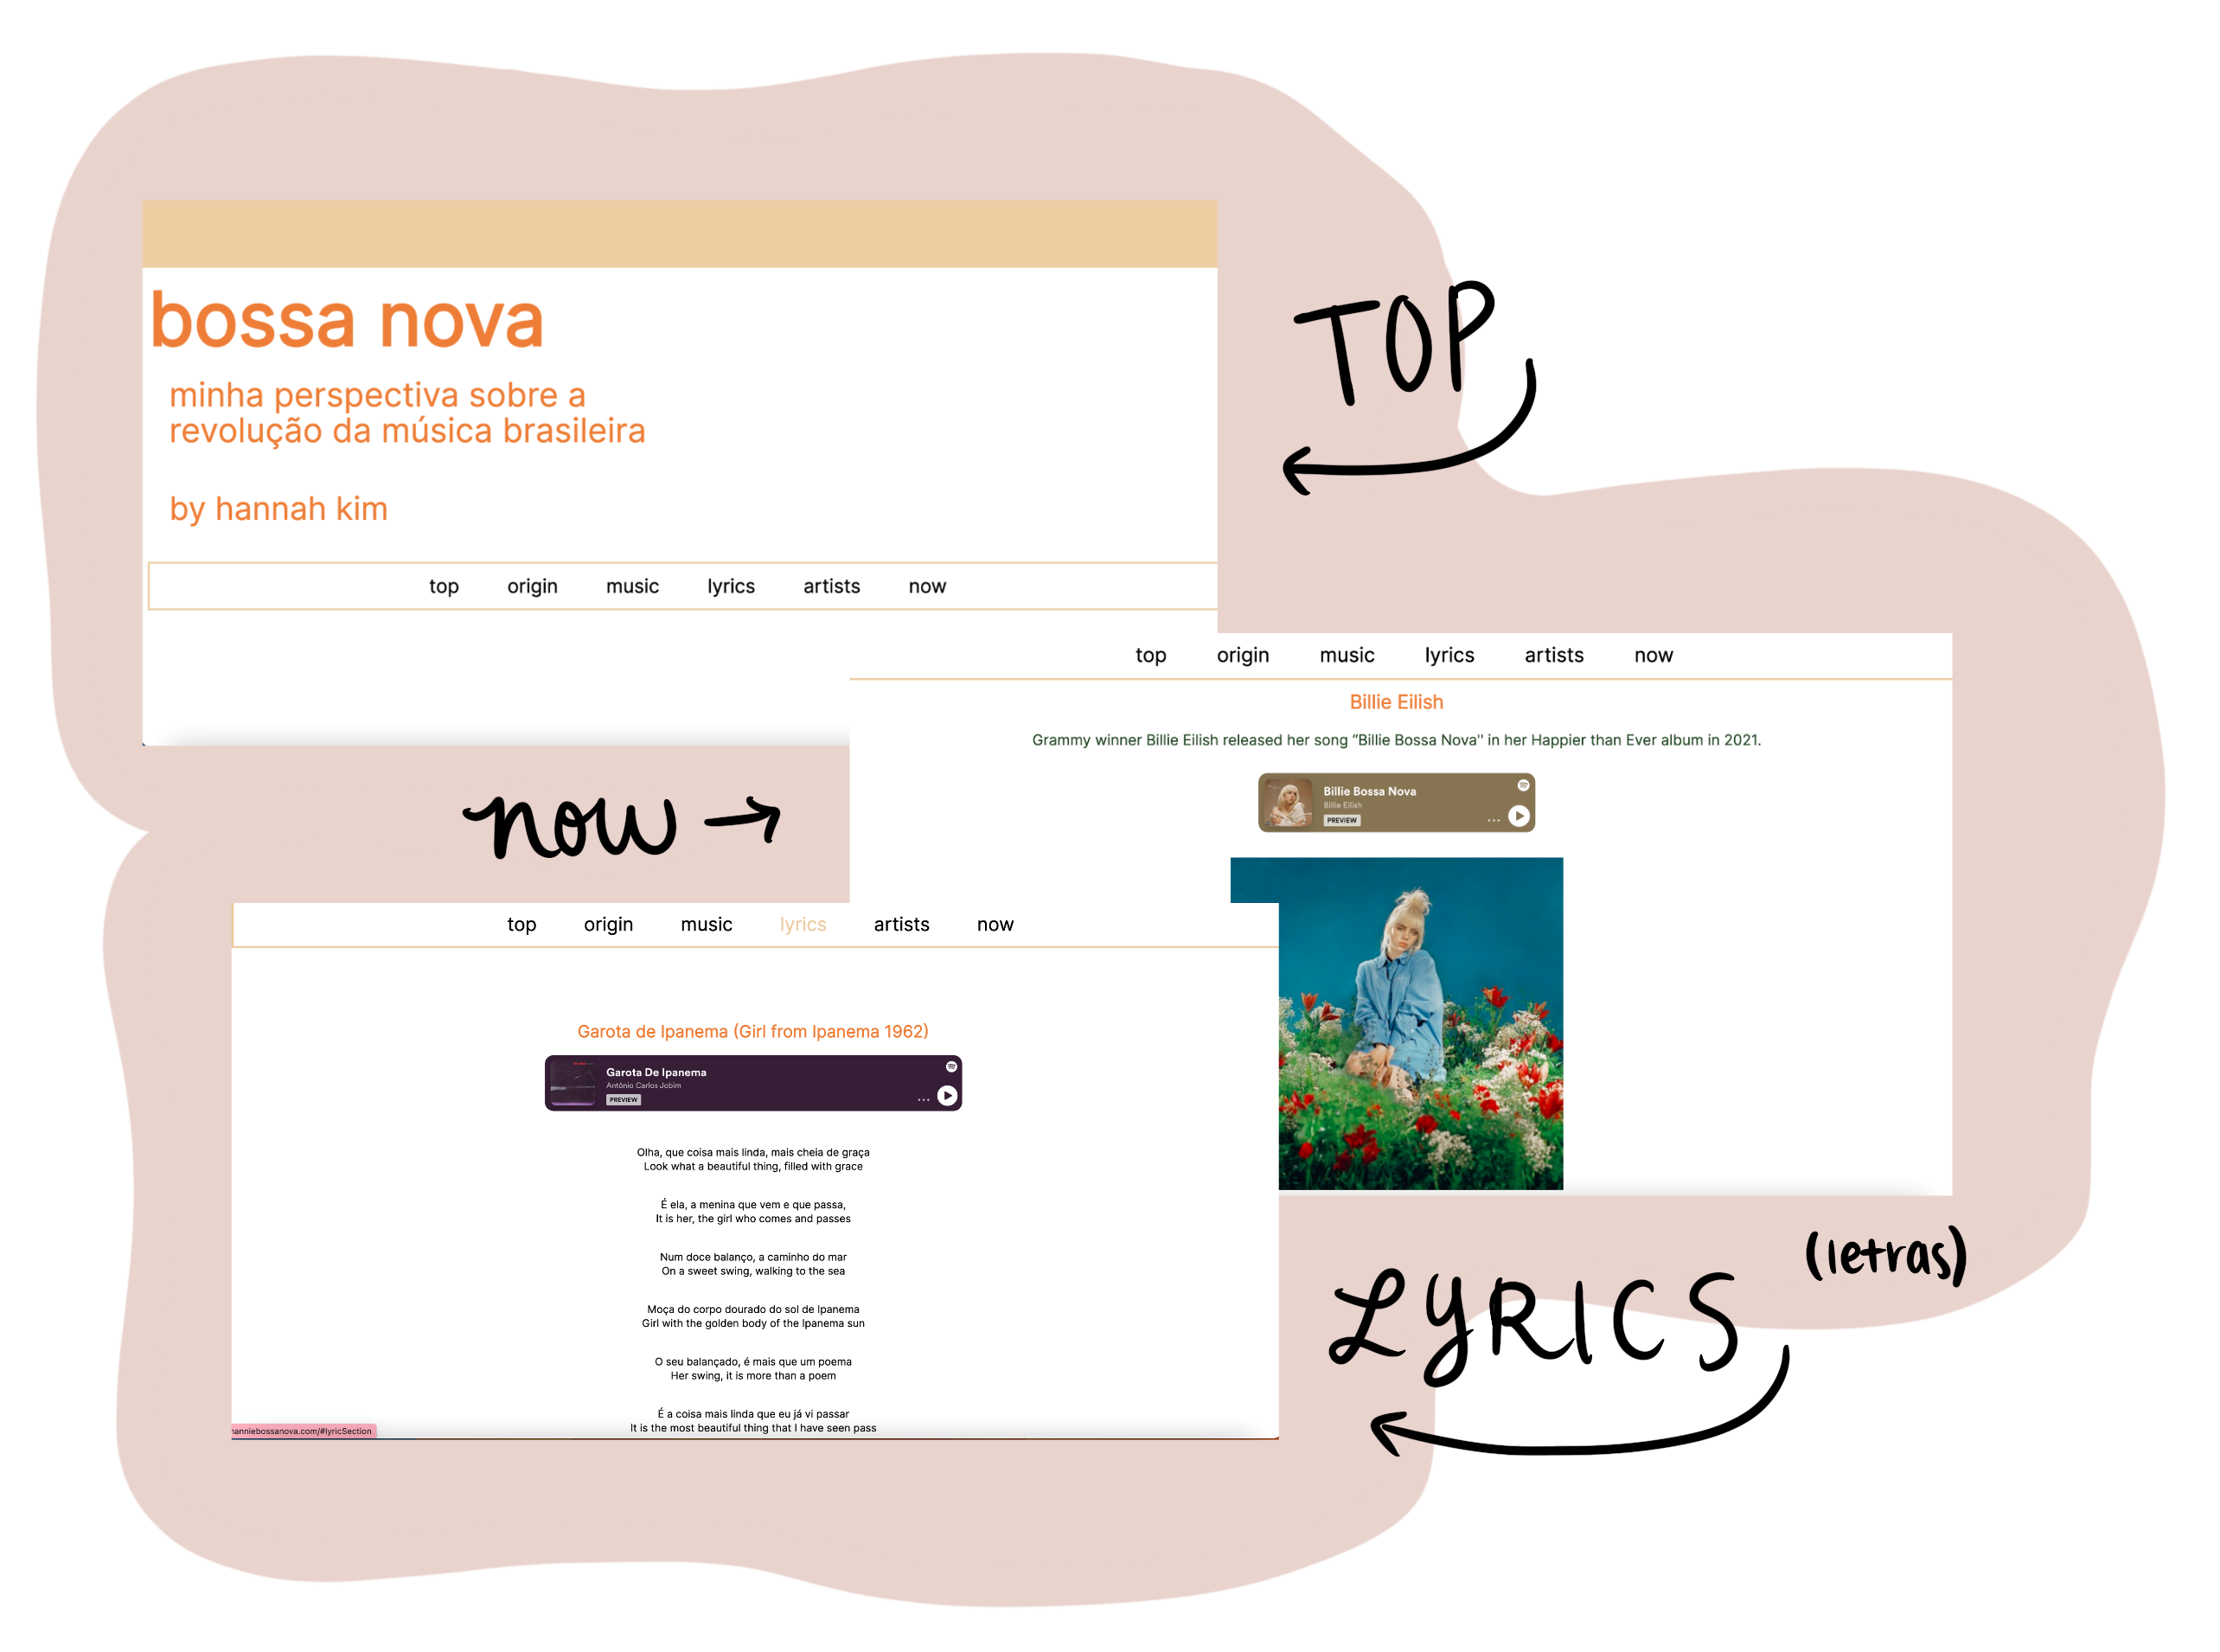 bossa nova
minha perspectiva sobre a
revolução da música brasileira
by hannah kim
top origin music lyrics artists now
TOP
top origin music lyrics artists now
Billie Eilish
Grammy winner Billie Eilish released her song “Billie Bossa Nova" in her Happier than Ever album in 2021.
Billie Bossa Nova
Billie Eilish
PREVIEW
now
top origin music lyrics artists now
Garota de Ipanema (Girl from Ipanema 1962)
Garota De Ipanema
Antônio Carlos Jobim
PREVIEW
Olha, que coisa mais linda, mais cheia de graça
Look what a beautiful thing, filled with grace
É ela, a menina que vem e que passa,
It is her, the girl who comes and passes
Num doce balanço, a caminho do mar
On a sweet swing, walking to the sea
Moça do corpo dourado do sol de Ipanema
Girl with the golden body of the Ipanema sun
O seu balançado, é mais que um poema
Her swing, it is more than a poem
É a coisa mais linda que eu já vi passar
It is the most beautiful thing that I have seen pass
hanniebossanova.com/#lyricSection
LYRICS
(letras)